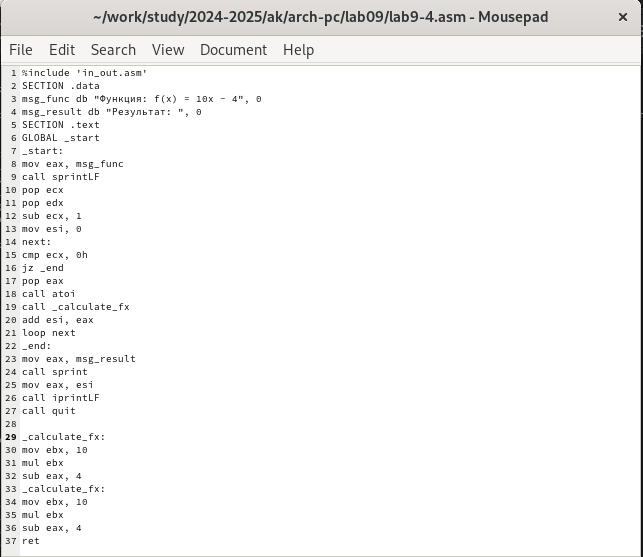 ~/work/study/2024-2025/ak/arch-pc/lab09/lab9-4.asm - Mousepad
File Edit Search View Document Help
1 %include 'in_out.asm'
2 SECTION .data
3 msg_func db "Функция: f(x) = 10x - 4", 0
4 msg_result db "Результат: ", 0
5 SECTION .text
6 GLOBAL _start
7 _start:
8 mov eax, msg_func
9 call sprintLF
10 pop ecx
11 pop edx
12 sub ecx, 1
13 mov esi, 0
14 next:
15 cmp ecx, 0h
16 jz _end
17 pop eax
18 call atoi
19 call _calculate_fx
20 add esi, eax
21 loop next
22 _end:
23 mov eax, msg_result
24 call sprint
25 mov eax, esi
26 call iprintLF
27 call quit
28
29 _calculate_fx:
30 mov ebx, 10
31 mul ebx
32 sub eax, 4
33 _calculate_fx:
34 mov ebx, 10
35 mul ebx
36 sub eax, 4
37 ret